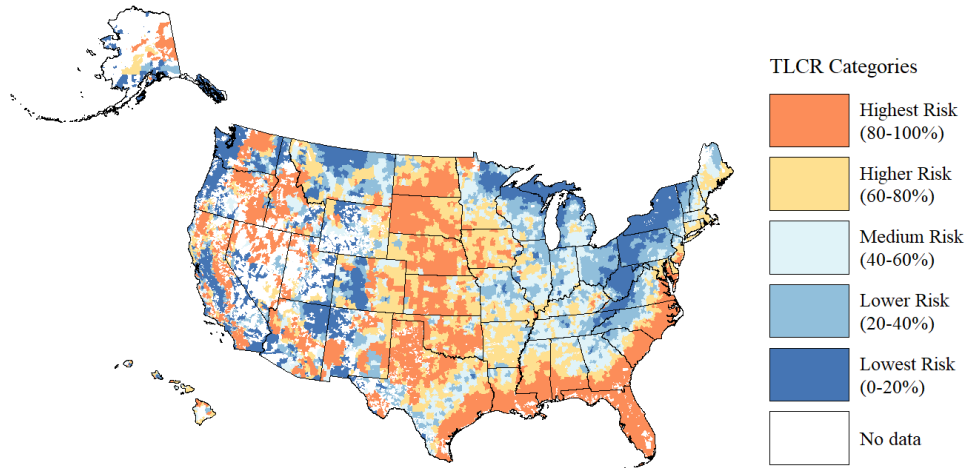 TLCR Categories
Highest Risk
(80-100%)
Higher Risk
(60-80%)
Medium Risk
(40-60%)
Lower Risk
(20-40%)
Lowest Risk
(0-20%)
No data